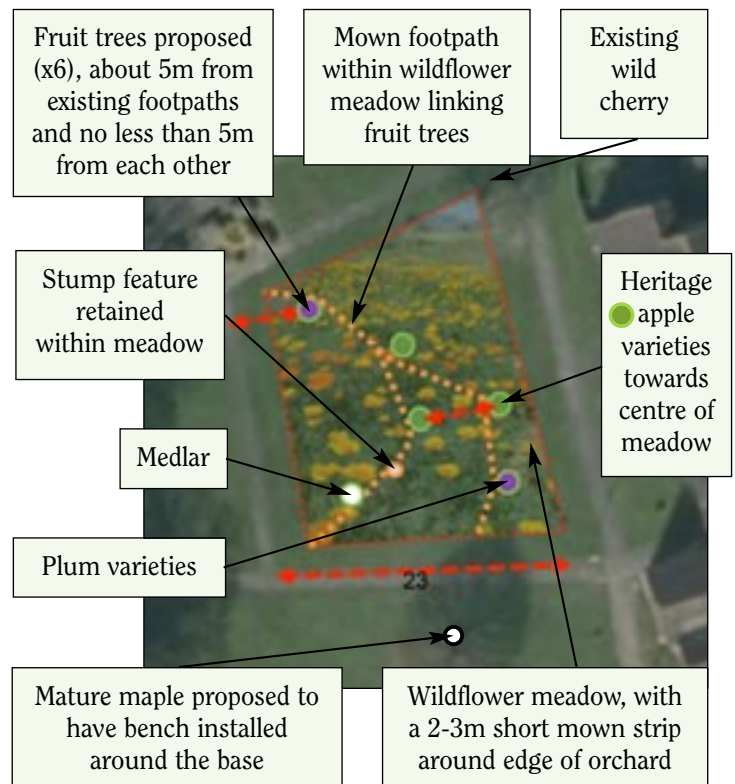 Fruit trees proposed
(x6), about 5m from
existing footpaths
and no less than 5m
from each other
Mown footpath
within wildflower
meadow linking
fruit trees
Existing
wild
cherry
Stump feature
retained
within meadow
Heritage
apple
varieties
towards
centre of
meadow
Medlar
Plum varieties
23
Mature maple proposed to
have bench installed
around the base
Wildflower meadow, with
a 2-3m short mown strip
around edge of orchard